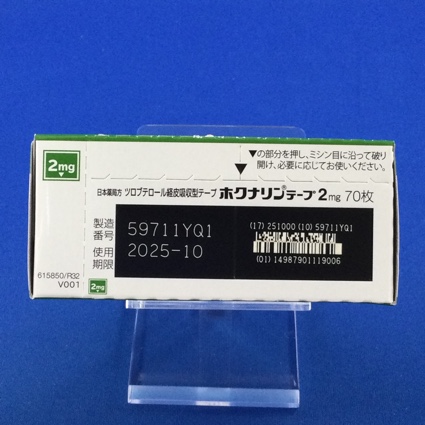 2mg
▼の部分を押し、ミシン目に沿って破り
開け、必要に応じてお使いください。
日本薬局方 ツロブテロール経皮吸収型テープ ホクナリン®テープ2mg 70枚
製造番号 59711YQ1
使用期限 2025-10
(17) 251000 (10) 59711YQ1
(01) 14987901119006
615850/R32
V001
2mg